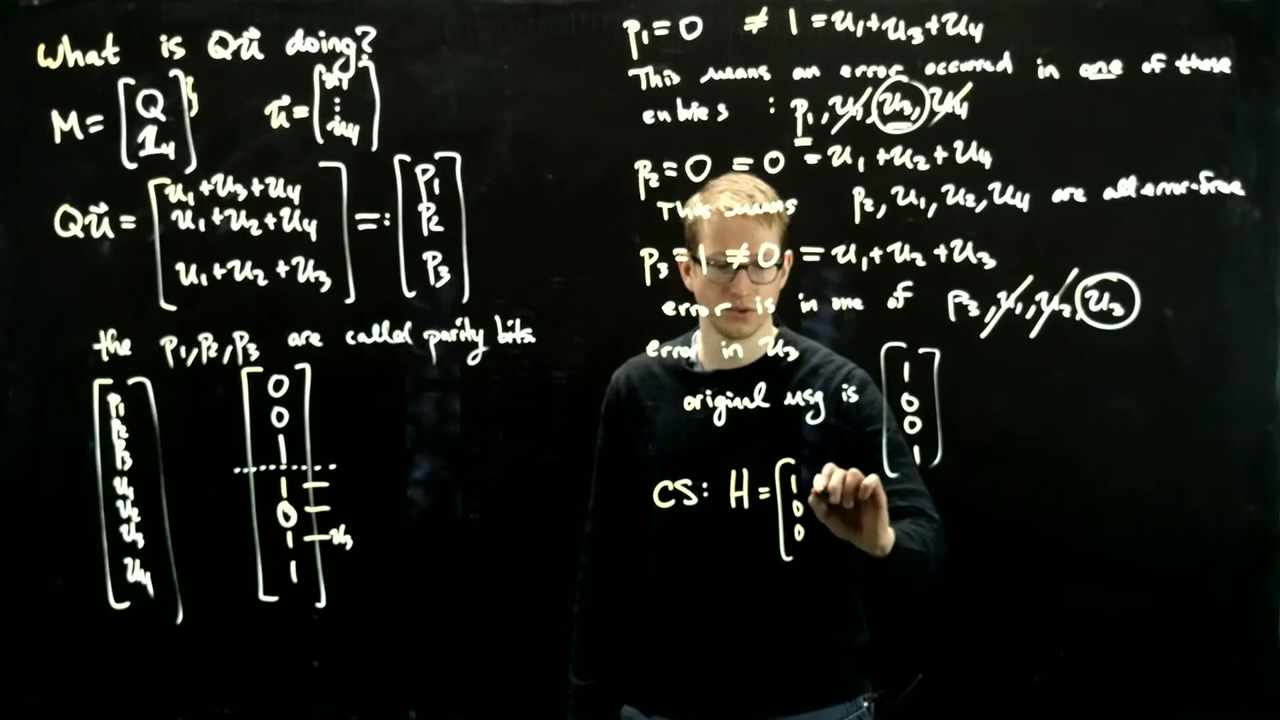 What is Qu⃗ doing?
M = [Q
1₄]
u⃗ = [u₁
⋮
u₄]
Qu⃗ = [u₁+u₃+u₄
u₁+u₂+u₄
u₁+u₂+u₃] =: [p₁
p₂
p₃]
the p₁, p₂, p₃ are called parity bits.
[p₁
p₂
p₃
u₁
u₂
u₃
u₄]
[0
0
1
1
0
1 – u₃
1]
p₁ = 0 ≠ 1 = u₁+u₃+u₄
This means an error occurred in one of these
entries : p₁, u₁, u₃, u₄
p₂ = 0 = 0 = u₁+u₂+u₄
This means p₂, u₁, u₂, u₄ are all error-free
p₃ = 1 ≠ 0 = u₁+u₂+u₃
error is in one of p₃, u₁, u₂, u₃
error in u₃
original msg is [1
0
0
1]
CS: H = [1
0
0